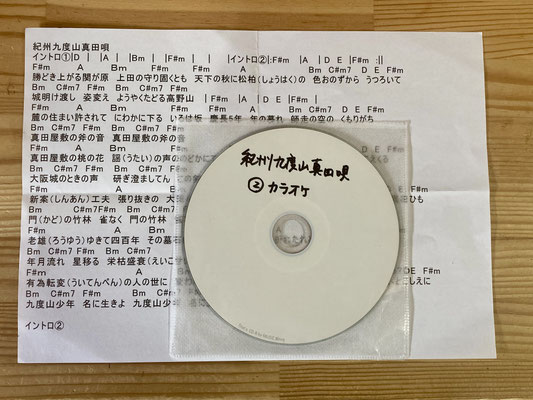 紀州九度山真田唄
イントロ①|D |A | |Bm | |F#m | |イントロ②|:F#m |A |D E |F#m :||
F#m A Bm F#m F#m A Bm C#m7 D E F#m
勝どき上がる関が原 上田の守り固くとも 天下の秋に松柏(しょうはく)の 色おのずから うつろいて
F#m A Bm Bm C#m7 F#m
城明け渡し 姿変え ようやくたどる高野山 |F#m |A |D E |F#m |
F#m A Bm F#m F#m A Bm C#m7 D E F#m
麓の住まい許されて にわかに下る いろは坂 慶長5年 年の暮れ 師走の空の くもりがち
Bm C#m7 F#m Bm C#m7 F#m
真田屋敷の斧の音 真田屋敷の斧の音
F#m A Bm
真田屋敷の桃の花 謡(うたい)の声の
Bm C#m7 F#m
大阪城のときの声 研ぎ澄ましてん
F#m A E
新案(しんあん)工夫 張り抜きの 大
Bm C#m7F#m Bm C#m7
門(かど)の竹林 雀なく 門の竹林
F#m A D
老雄(ろうゆう)ゆきて四百年 その墓石
Bm C#m7 F#m Bm C#m7 F#m
年月流れ 星移る 栄枯盛衰(えいこ
F#m
有為転変(ういてんぺん)の人の世に
Bm C#m7 F#m Bm C#m7
九度山少年 名に生きよ 九度山少年
イントロ②
紀州九度山真田唄
②カラオケ